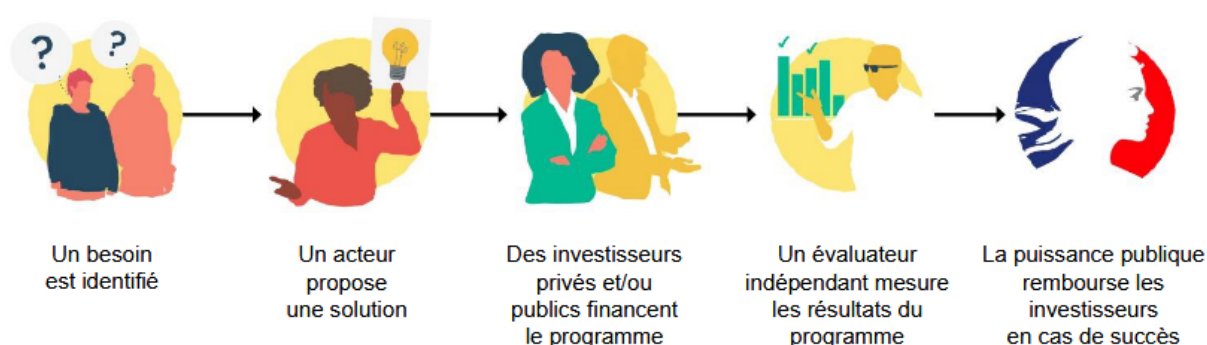 ?
?
Un besoin
est identifié
Un acteur
propose
une solution
Des investisseurs
privés et/ou
publics financent
le programme
Un évaluateur
indépendant mesure
les résultats du
programme
La puissance publique
rembourse les
investisseurs
en cas de succès